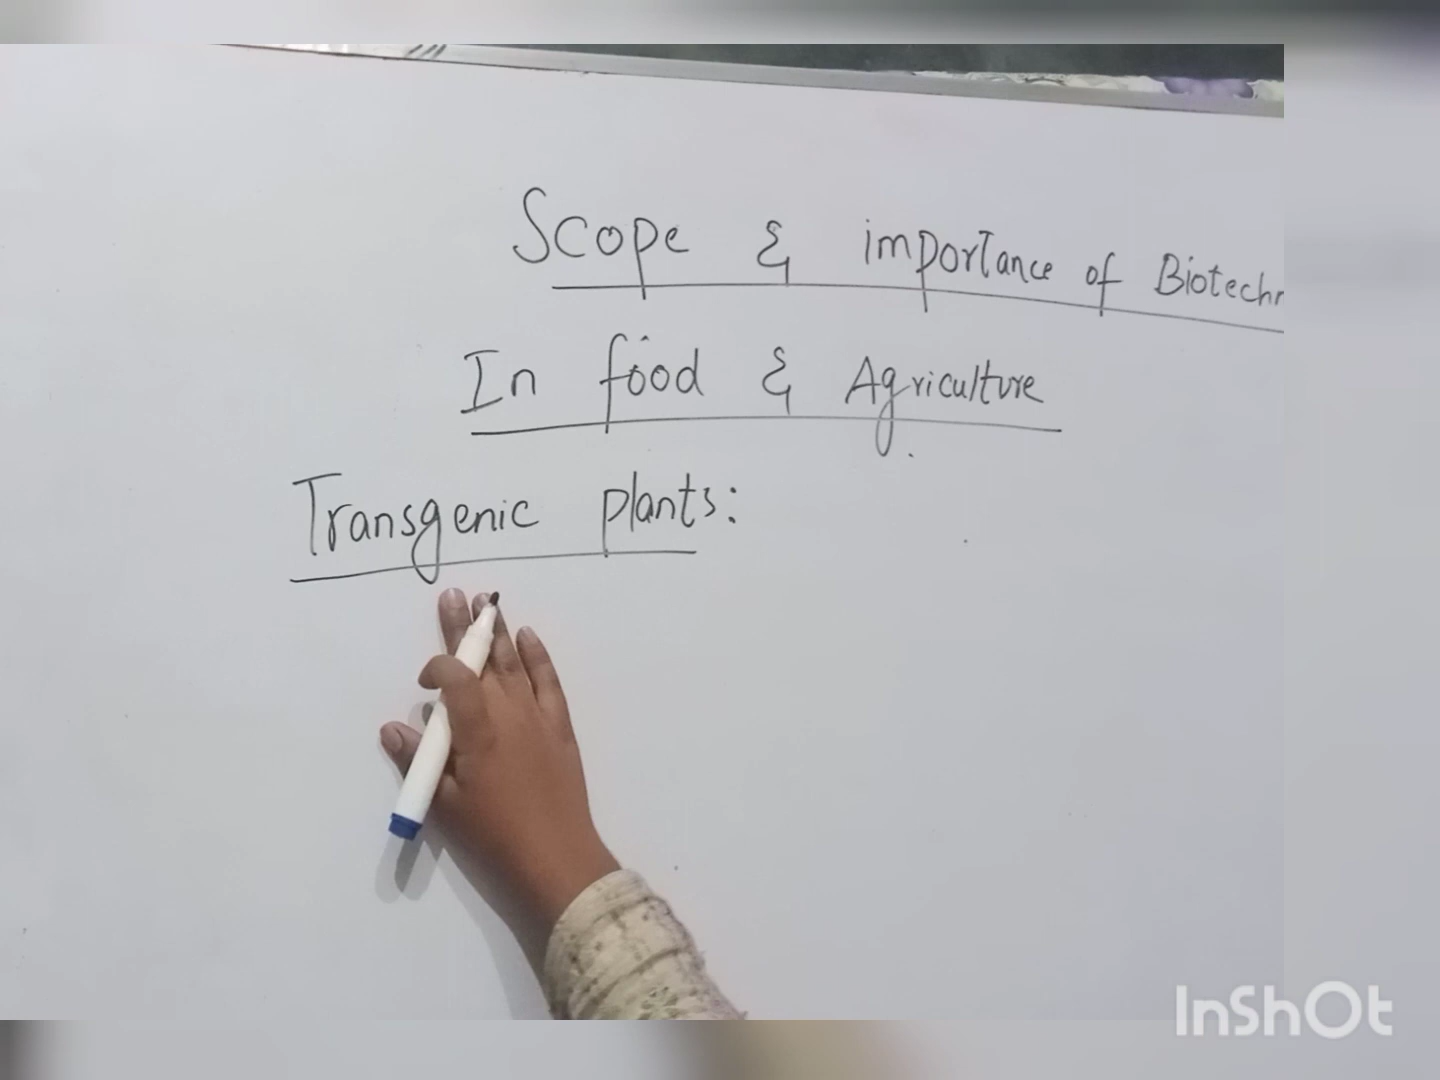 Scope & importance of Biotechn
In food & Agriculture
Transgenic plants:
InShOt